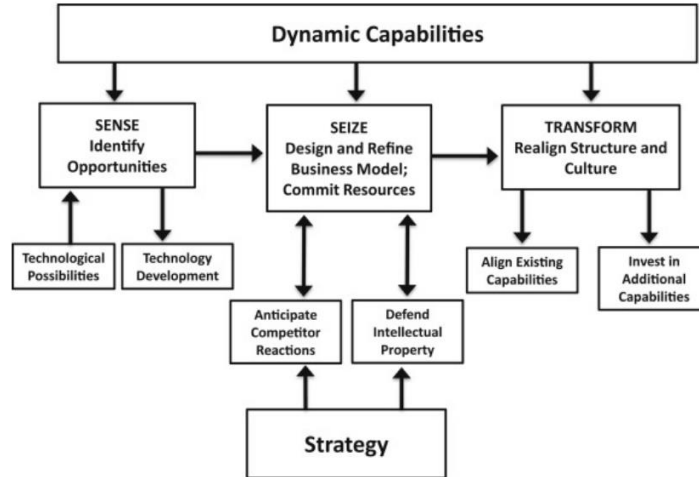 Dynamic Capabilities
SENSE
Identify
Opportunities
SEIZE
Design and Refine
Business Model;
Commit Resources
TRANSFORM
Realign Structure and
Culture
Technological
Possibilities
Technology
Development
Align Existing
Capabilities
Invest in
Additional
Capabilities
Anticipate
Competitor
Reactions
Defend
Intellectual
Property
Strategy